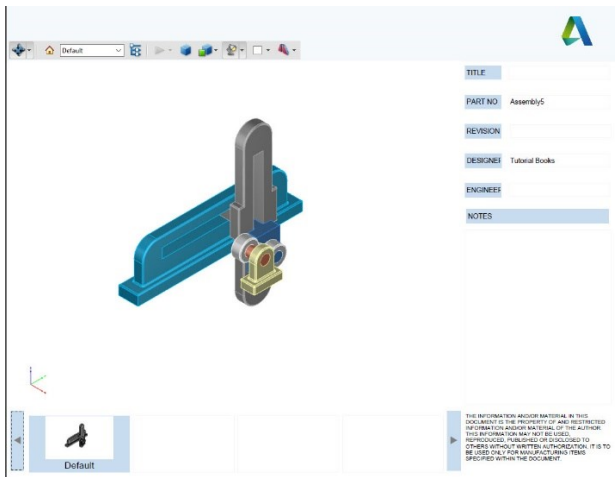 Default
TITLE
PART NO Assembly5
REVISION
DESIGNEF Tutorial Books
ENGINEEF
NOTES
Default
THE INFORMATION AND/OR MATERIAL IN THIS
DOCUMENT IS THE PROPERTY OF AND RESTRICTED
INFORMATION AND/OR MATERIAL OF THE AUTHOR.
THIS INFORMATION MAY NOT BE USED,
REPRODUCED, PUBLISHED OR DISCLOSED TO
OTHERS WITHOUT WRITTEN AUTHORIZATION. IT IS TO
BE USED ONLY FOR MANUFACTURING ITEMS
SPECIFIED WITHIN THE DOCUMENT.